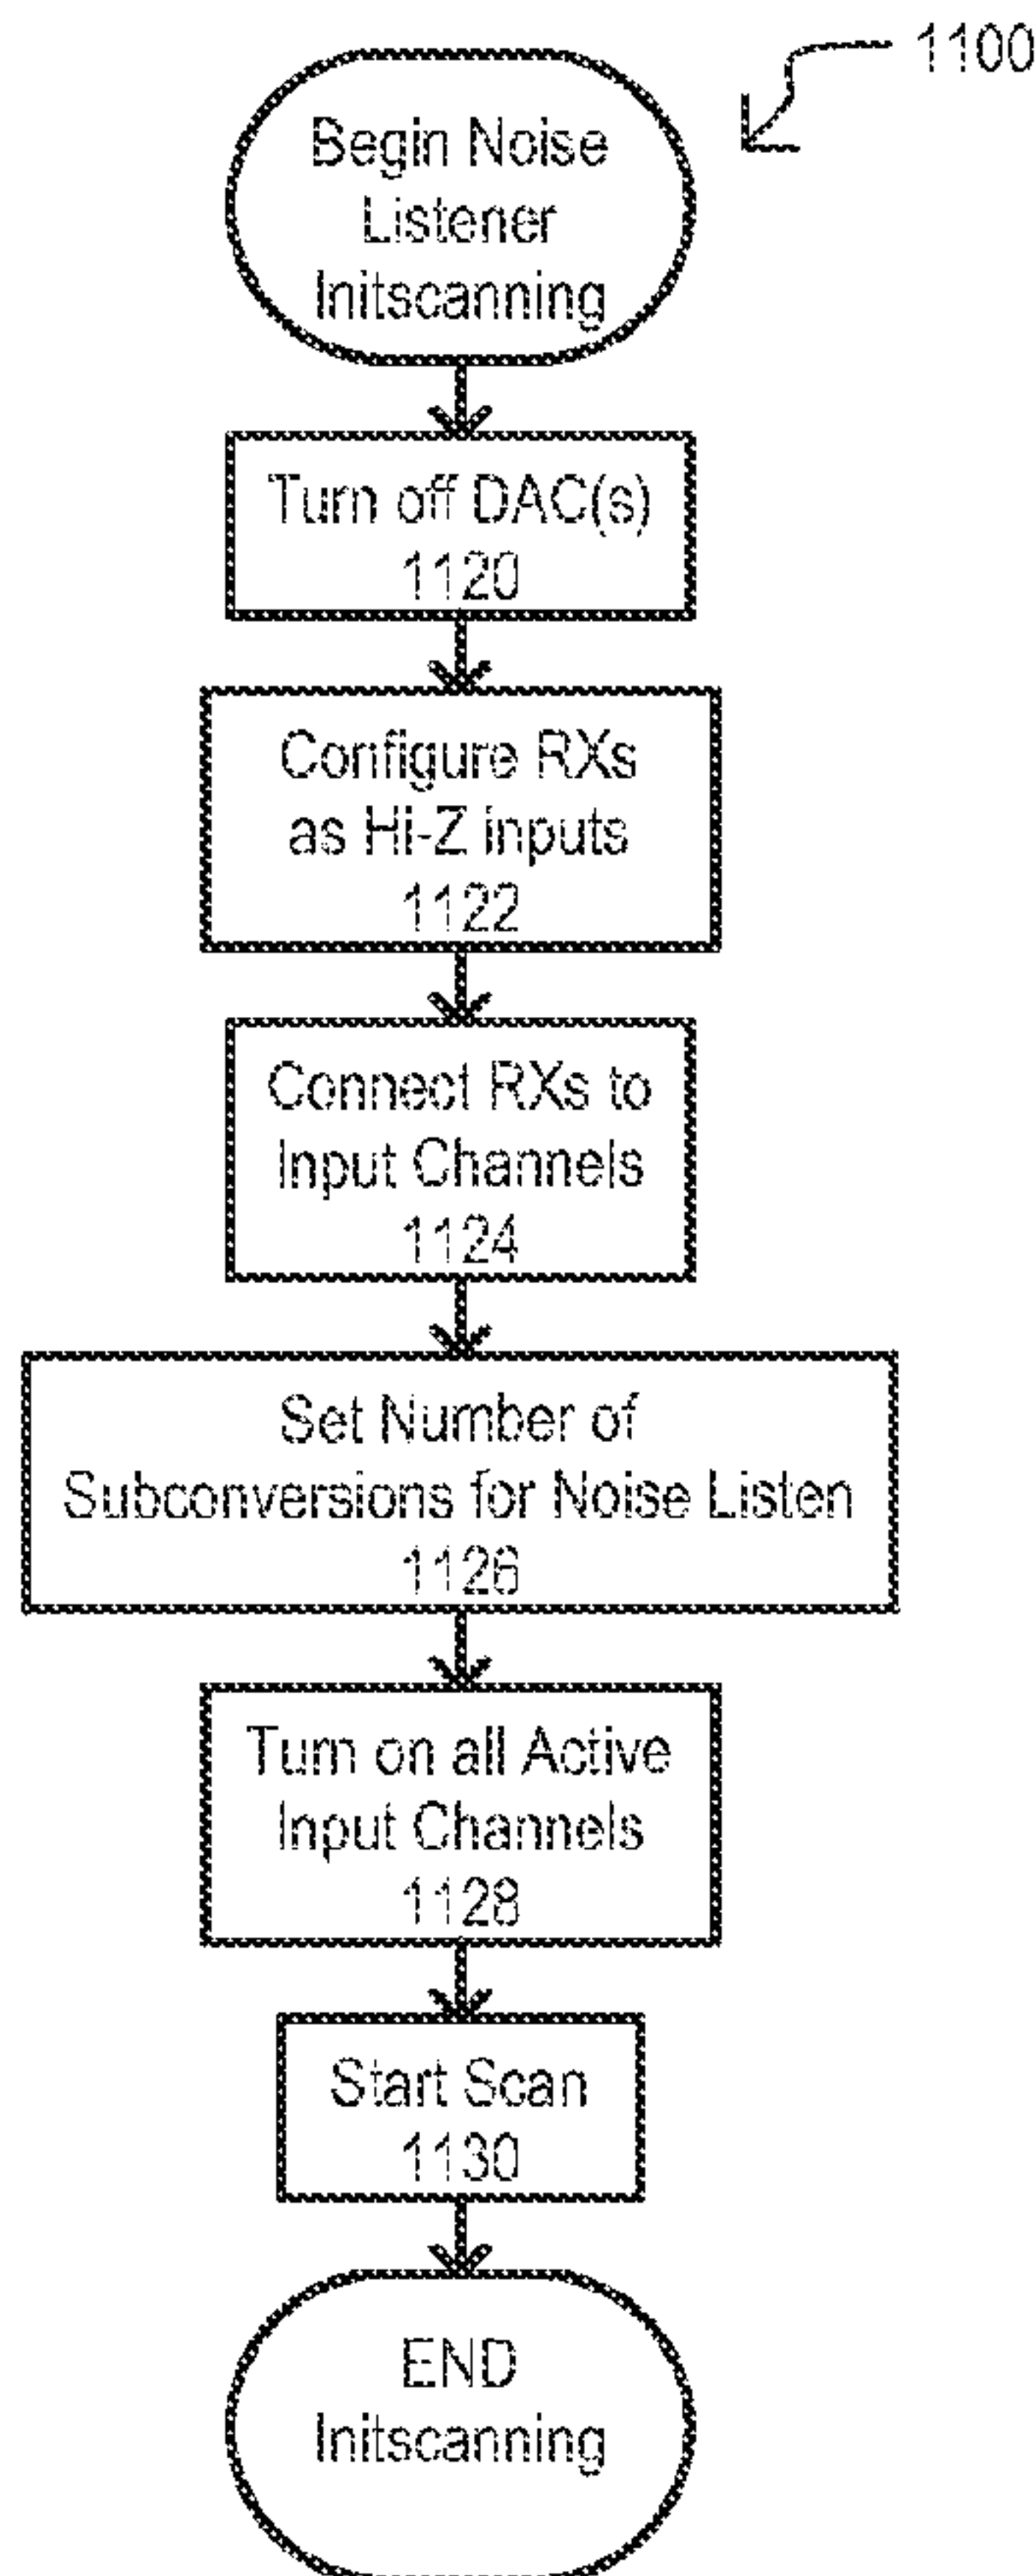 1100
Begin Noise
Listener
Initscanning
Turn off DAC(s)
1120
Configure RXs
as Hi-Z inputs
1122
Connect RXs to
Input Channels
1124
Set Number of
Subconversions for Noise Listen
1126
Turn on all Active
Input Channels
1128
Start Scan
1130
END
Initscanning